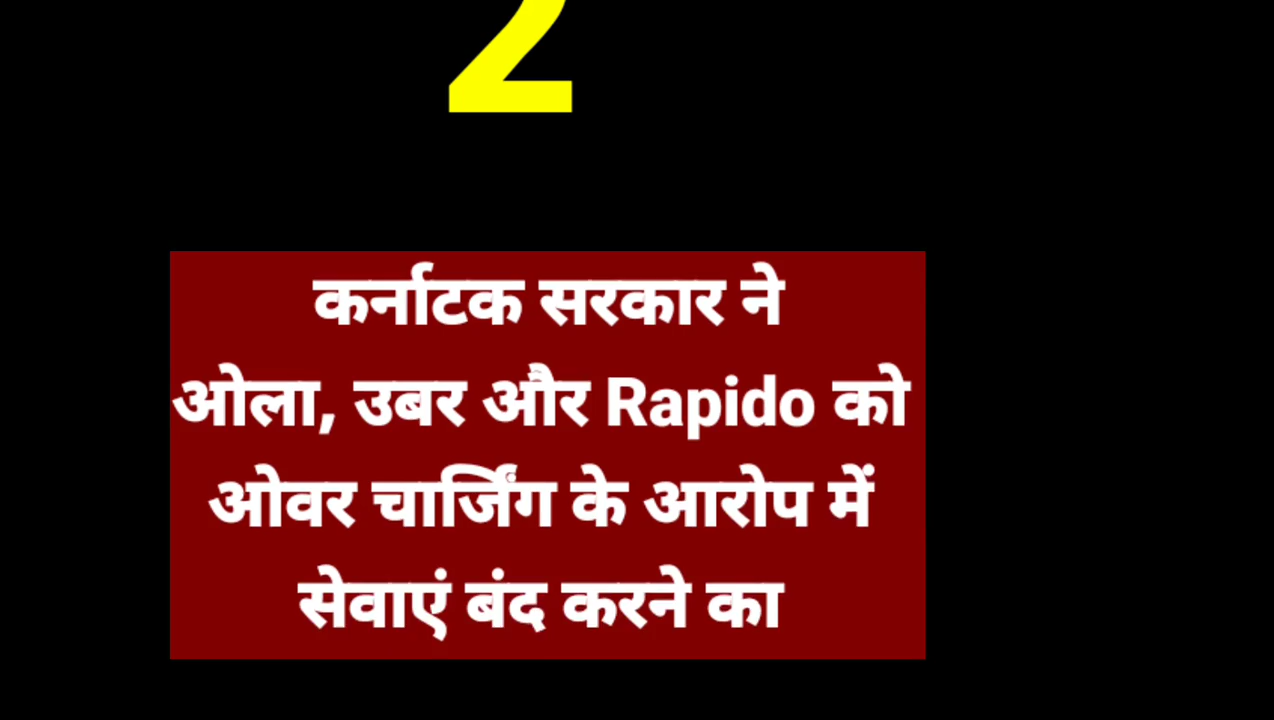 2
कर्नाटक सरकार ने
ओला, उबर और Rapido को
ओवर चार्जिंग के आरोप में
सेवाएं बंद करने का